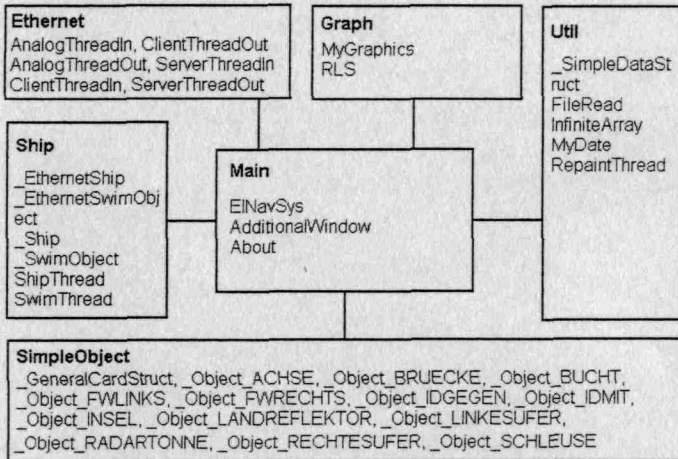 Ethernet
AnalogThreadIn, ClientThreadOut
AnalogThreadOut, ServerThreadIn
ClientThreadIn, ServerThreadOut
Graph
MyGraphics
RLS
Util
_SimpleDataSt
ruct
FileRead
InfiniteArray
MyDate
RepaintThread
Ship
_EthernetShip
_EthernetSwimObj
ect
_Ship
_SwimObject
ShipThread
SwimThread
Main
ElNavSys
AdditionalWindow
About
SimpleObject
_GeneralCardStruct, _Object_ACHSE, _Object_BRUECKE, _Object_BUCHT,
_Object_FWLINKS, _Object_FWRECHTS, _Object_IDGEGEN, _Object_IDMIT,
_Object_INSEL, _Object_LANDREFLEKTOR, _Object_LINKESUFER,
_Object_RADARTONNE, _Object_RECHTESUFER, _Object_SCHLEUSE